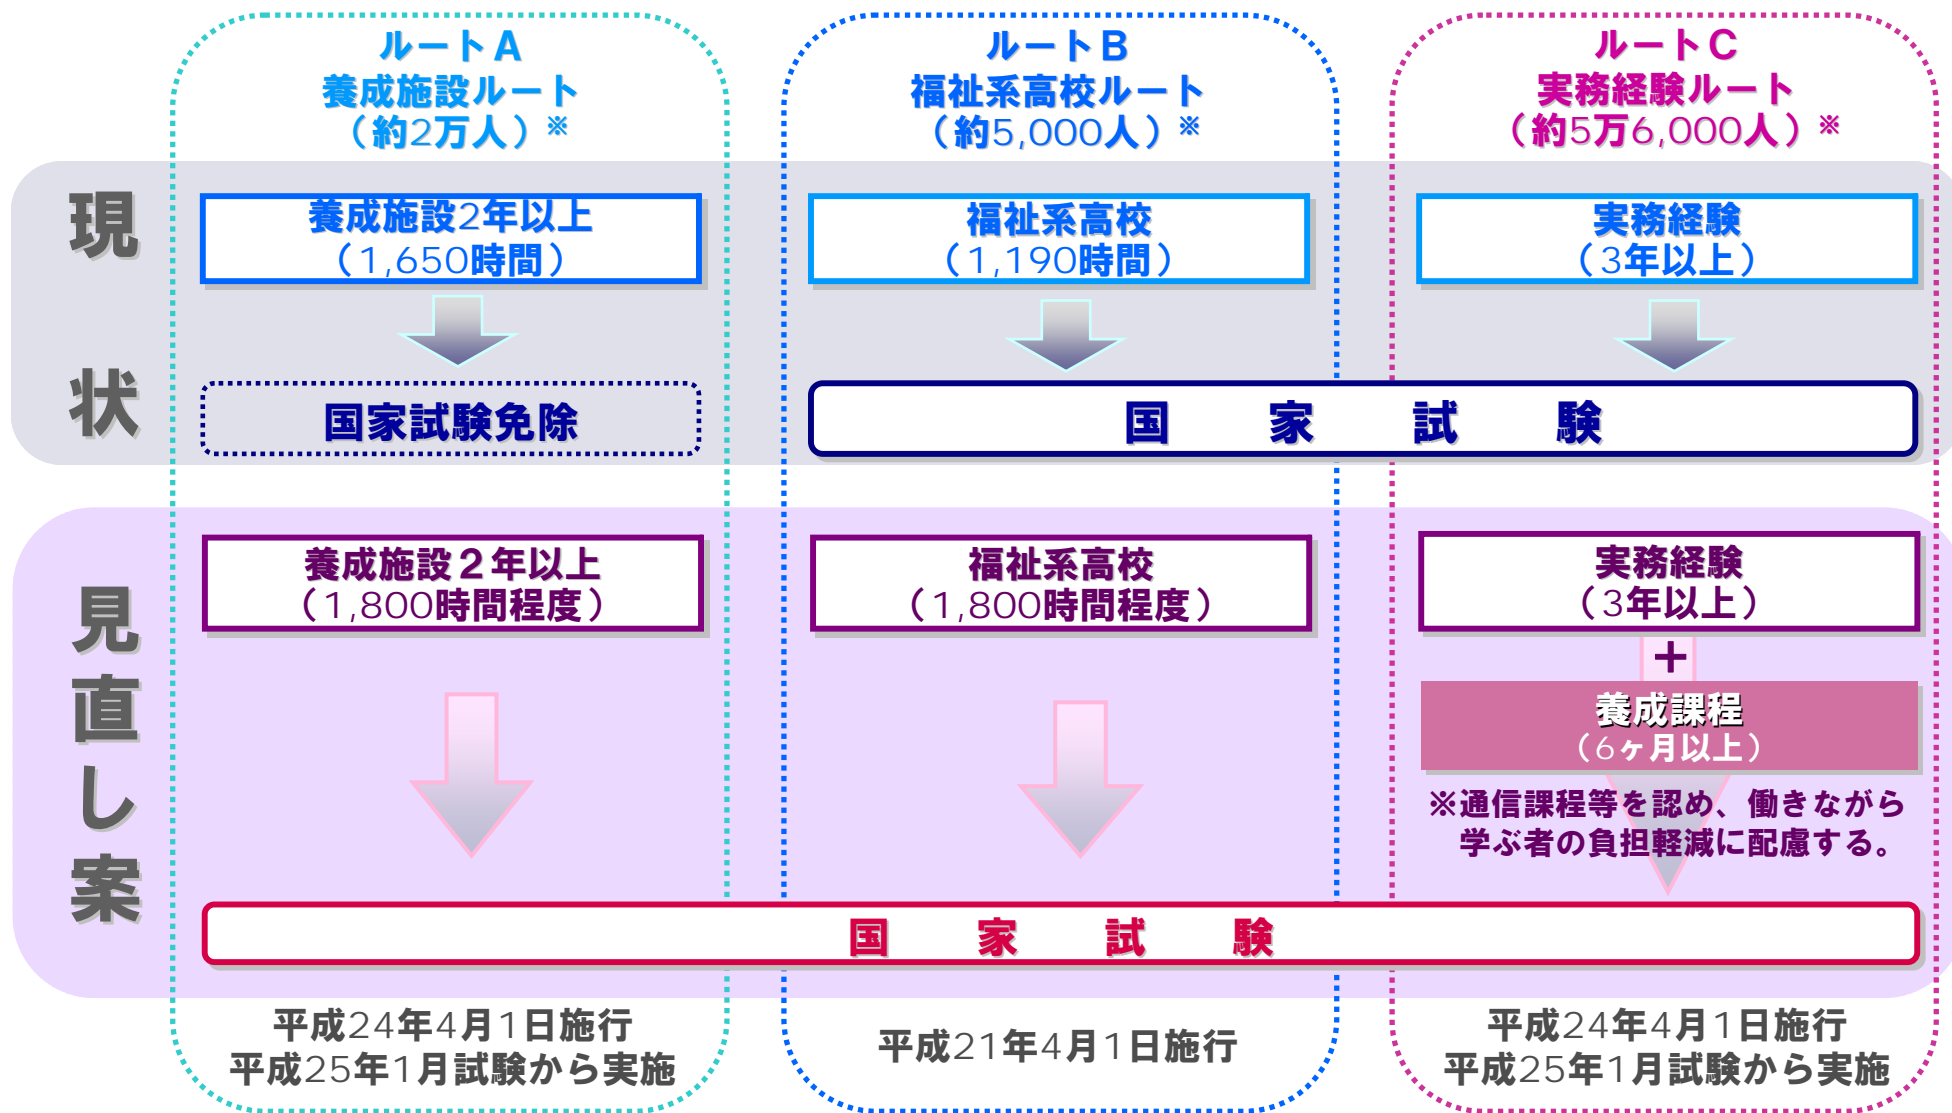 ルートA
養成施設ルート
（約2万人）※
ルートB
福祉系高校ルート
（約5,000人）※
ルートC
実務経験ルート
（約5万6,000人）※
現状
養成施設2年以上
（1,650時間）
福祉系高校
（1,190時間）
実務経験
（3年以上）
国家試験免除
国家試験
見直し案
養成施設２年以上
（1,800時間程度）
福祉系高校
（1,800時間程度）
実務経験
（3年以上）
＋
養成課程
（6ヶ月以上）
※通信課程等を認め、働きながら
学ぶ者の負担軽減に配慮する。
国家試験
平成24年4月1日施行
平成25年1月試験から実施
平成21年4月1日施行
平成24年4月1日施行
平成25年1月試験から実施